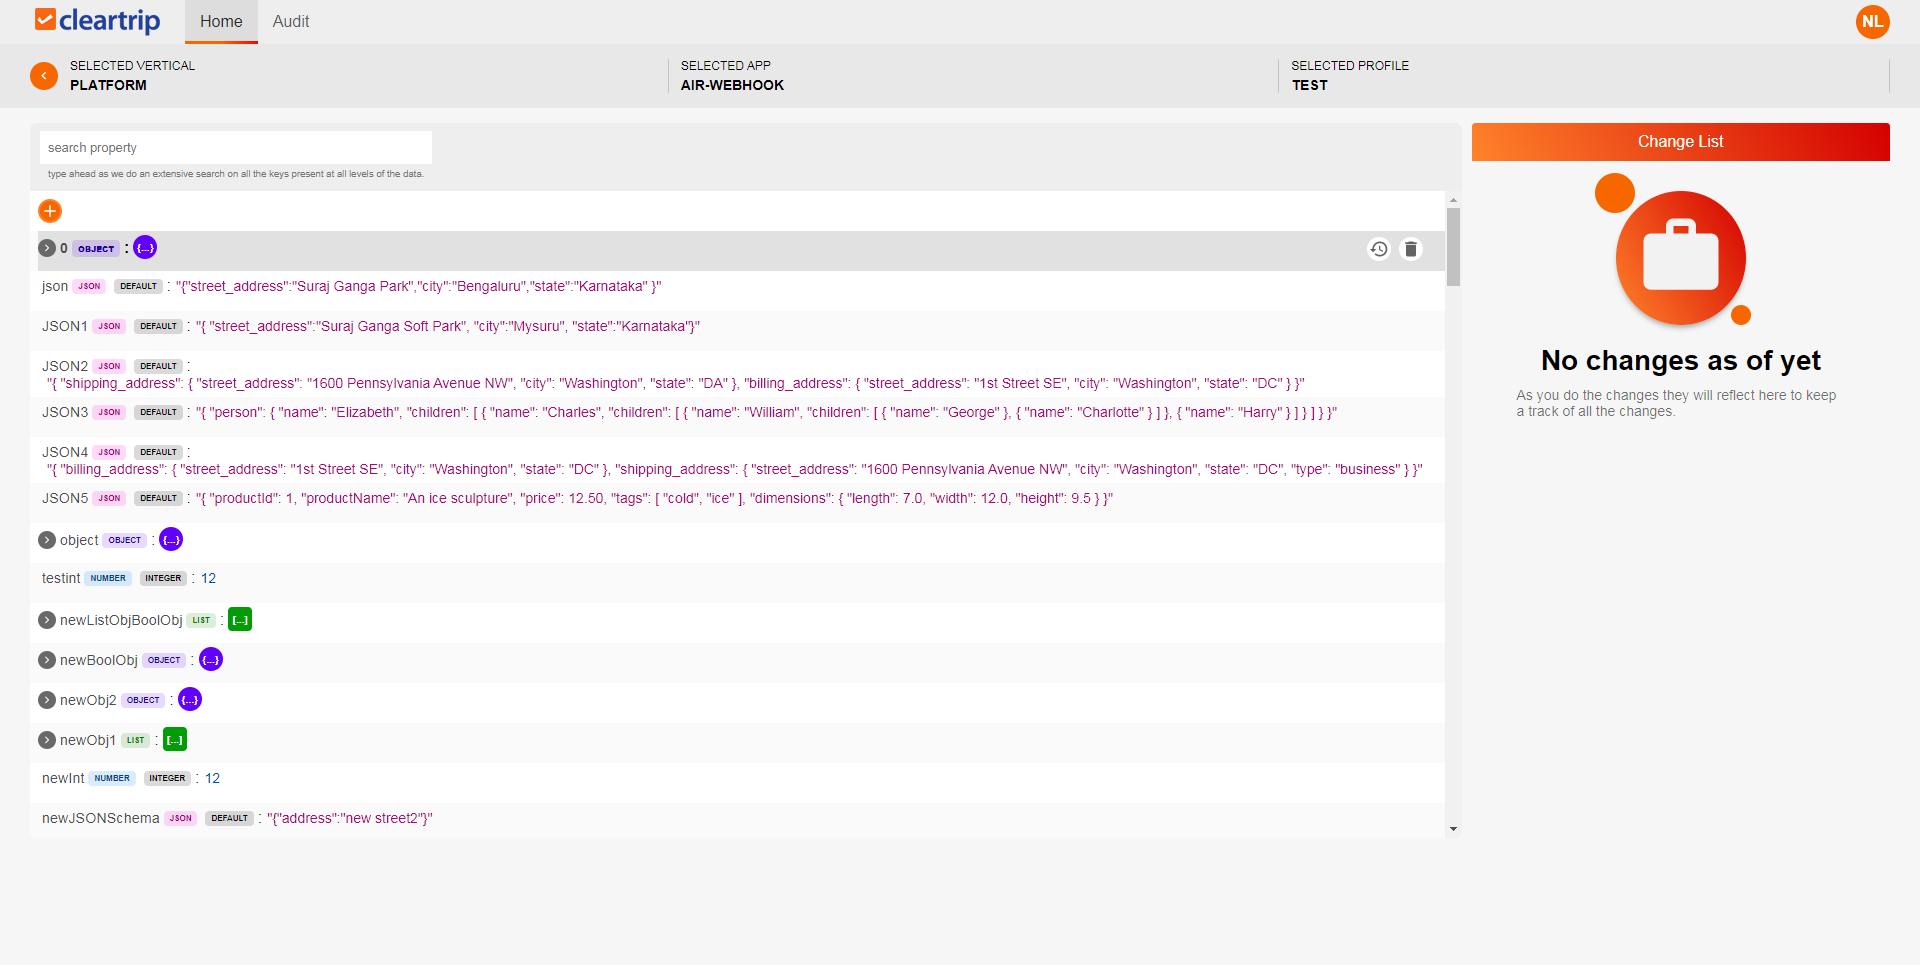 cleartrip
Home
Audit
NL
SELECTED VERTICAL
PLATFORM
SELECTED APP
AIR-WEBHOOK
SELECTED PROFILE
TEST
search property
type ahead as we do an extensive search on all the keys present at all levels of the data.
0 OBJECT : {...}
json JSON DEFAULT : "{"street_address":"Suraj Ganga Park","city":"Bengaluru","state":"Karnataka" }"
JSON1 JSON DEFAULT : "{ "street_address":"Suraj Ganga Soft Park", "city":"Mysuru", "state":"Karnataka"}"
JSON2 JSON DEFAULT :
"{ "shipping_address": { "street_address": "1600 Pennsylvania Avenue NW", "city": "Washington", "state": "DA" }, "billing_address": { "street_address": "1st Street SE", "city": "Washington", "state": "DC" } }"
JSON3 JSON DEFAULT : "{ "person": { "name": "Elizabeth", "children": [ { "name": "Charles", "children": [ { "name": "William", "children": [ { "name": "George" }, { "name": "Charlotte" } ] }, { "name": "Harry" } ] } ] } }"
JSON4 JSON DEFAULT :
"{ "billing_address": { "street_address": "1st Street SE", "city": "Washington", "state": "DC" }, "shipping_address": { "street_address": "1600 Pennsylvania Avenue NW", "city": "Washington", "state": "DC", "type": "business" } }"
JSON5 JSON DEFAULT : "{ "productId": 1, "productName": "An ice sculpture", "price": 12.50, "tags": [ "cold", "ice" ], "dimensions": { "length": 7.0, "width": 12.0, "height": 9.5 } }"
object OBJECT : {...}
testint NUMBER INTEGER : 12
newListObjBoolObj LIST : [...]
newBoolObj OBJECT : {...}
newObj2 OBJECT : {...}
newObj1 LIST : [...]
newInt NUMBER INTEGER : 12
newJSONSchema JSON DEFAULT : "{"address":"new street2"}"
Change List
No changes as of yet
As you do the changes they will reflect here to keep
a track of all the changes.